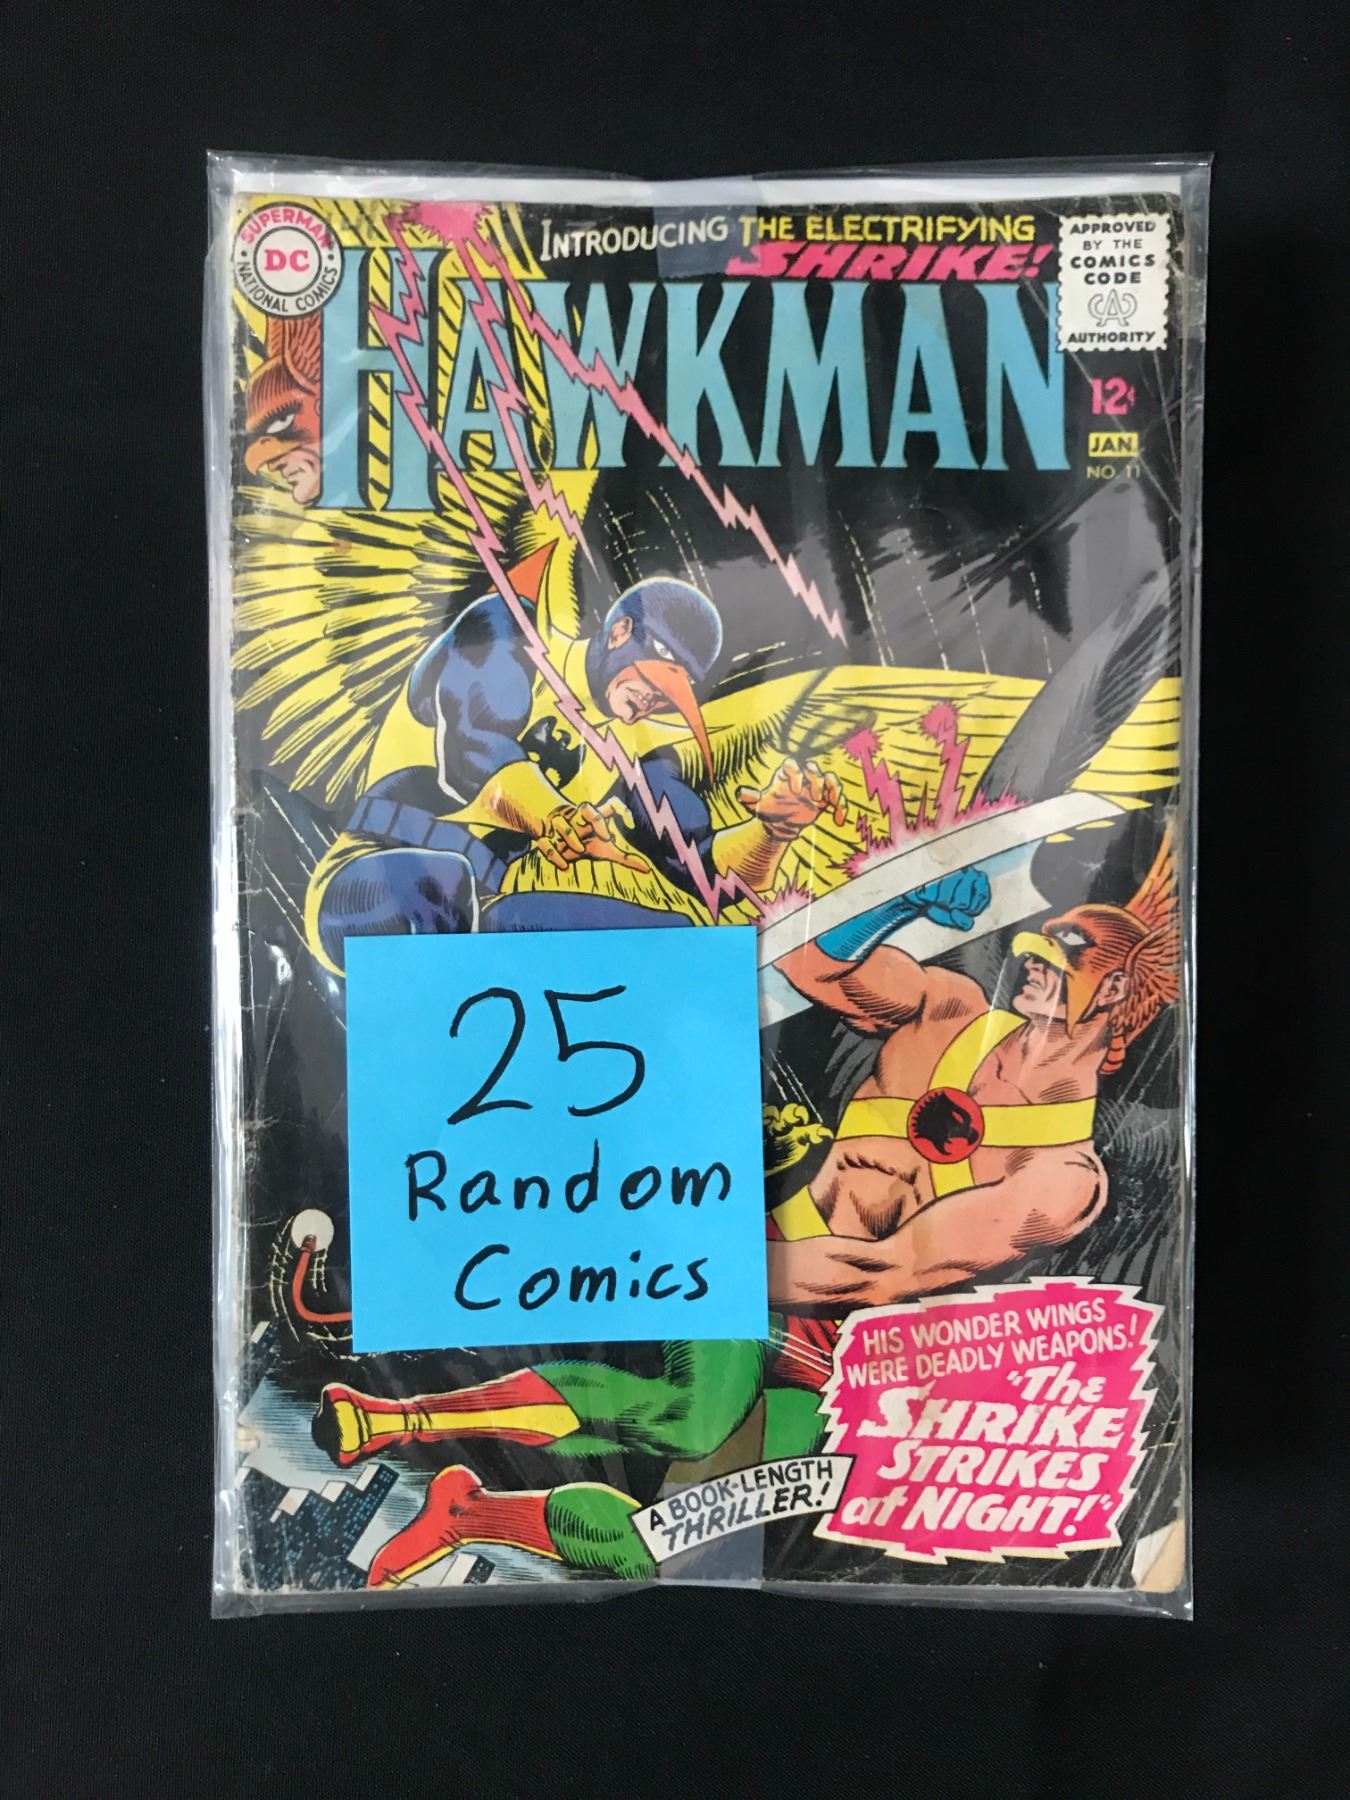 SUPERMAN
DC
NATIONAL COMICS
INTRODUCING THE ELECTRIFYING
SHRIKE!
HAWKMAN
APPROVED
BY THE
COMICS
CODE
CA
AUTHORITY
12¢
JAN.
NO. 11
25
Random
Comics
HIS WONDER WINGS
WERE DEADLY WEAPONS!
"The
SHRIKE
STRIKES
at NIGHT!"
A BOOK-LENGTH
THRILLER!